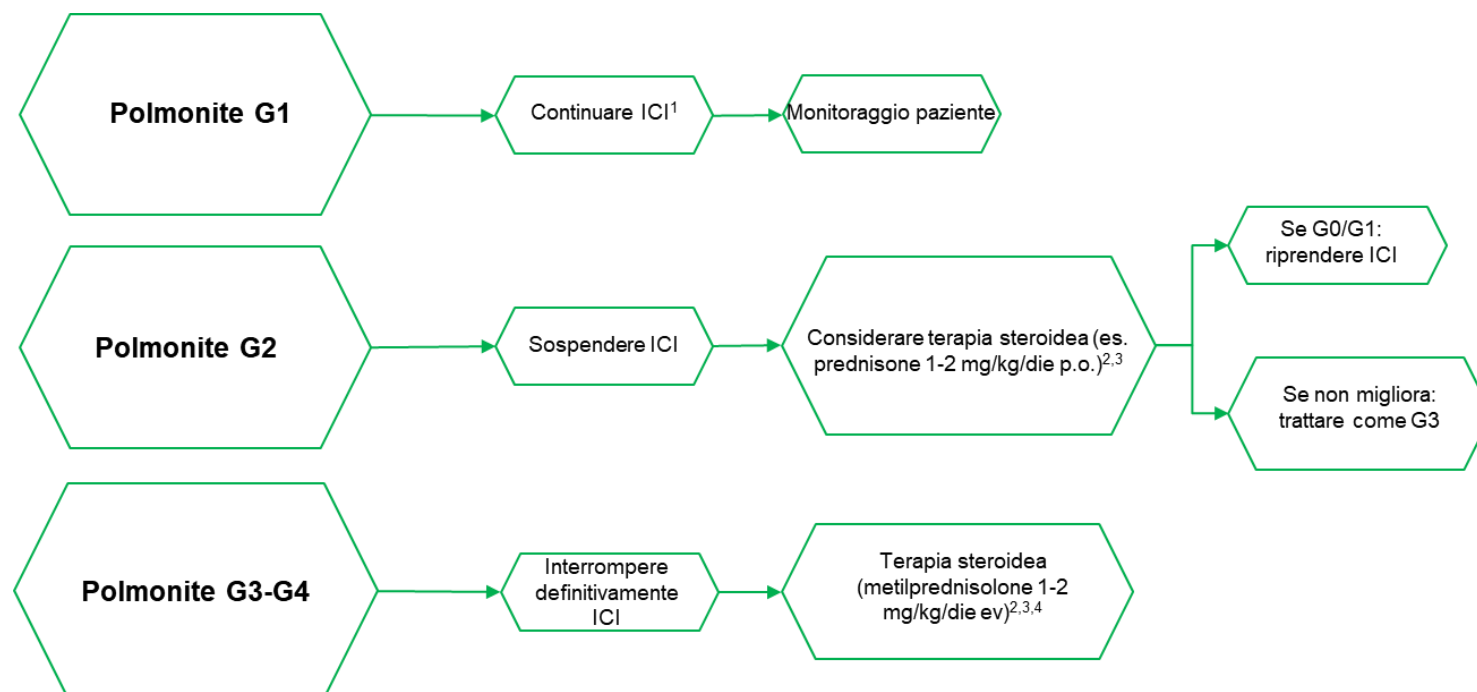 Polmonite G1
Continuare ICI¹
Monitoraggio paziente
Polmonite G2
Sospendere ICI
Considerare terapia steroidea (es.
prednisone 1-2 mg/kg/die p.o.)²,³
Se G0/G1:
riprendere ICI
Se non migliora:
trattare come G3
Polmonite G3-G4
Interrompere
definitivamente
ICI
Terapia steroidea
(metilprednisolone 1-2
mg/kg/die ev)²,³,⁴